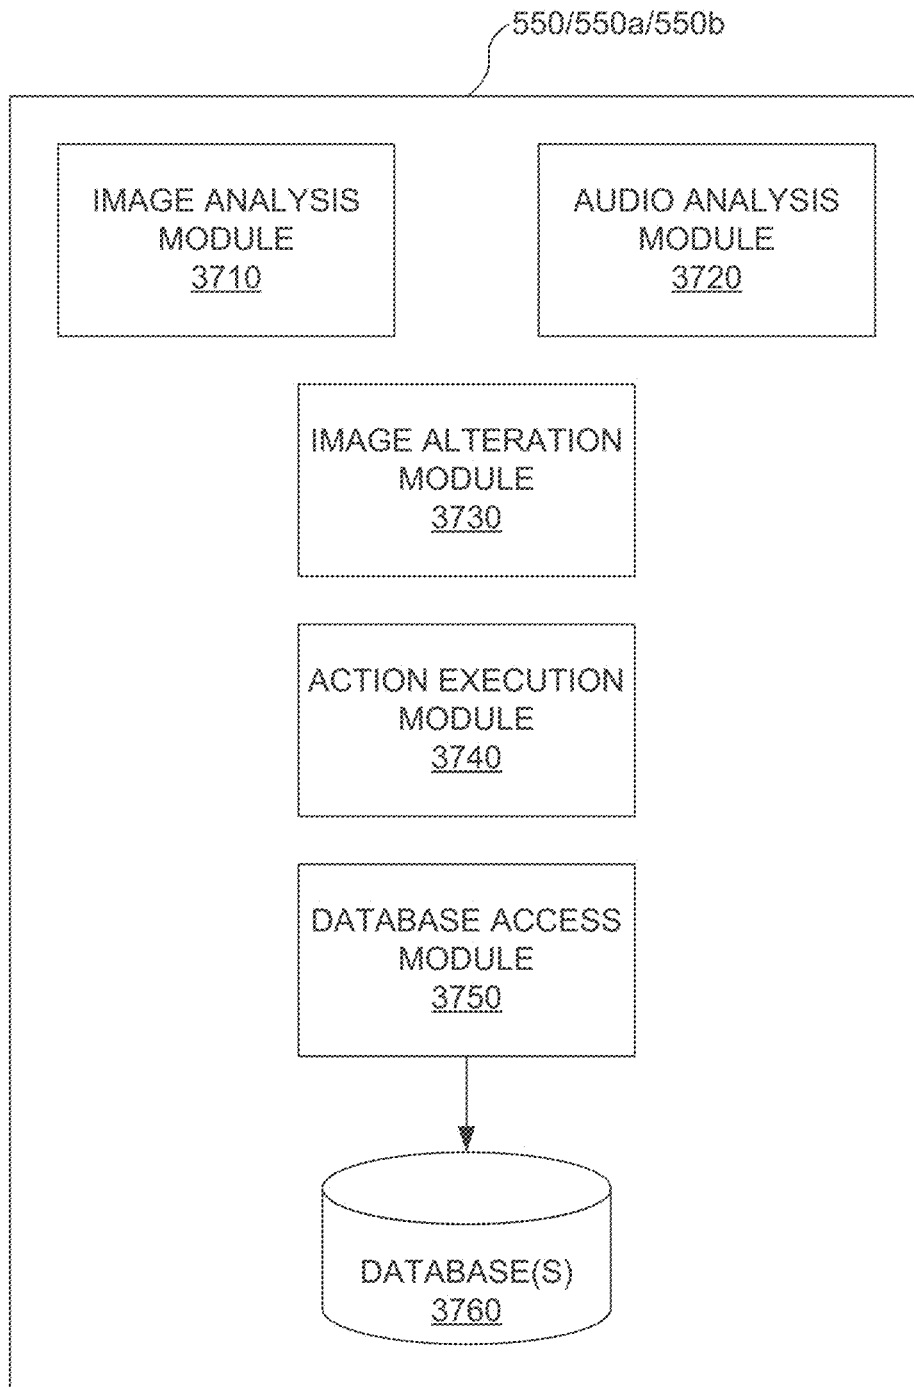 550/550a/550b
IMAGE ANALYSIS
MODULE
3710
AUDIO ANALYSIS
MODULE
3720
IMAGE ALTERATION
MODULE
3730
ACTION EXECUTION
MODULE
3740
DATABASE ACCESS
MODULE
3750
DATABASE(S)
3760